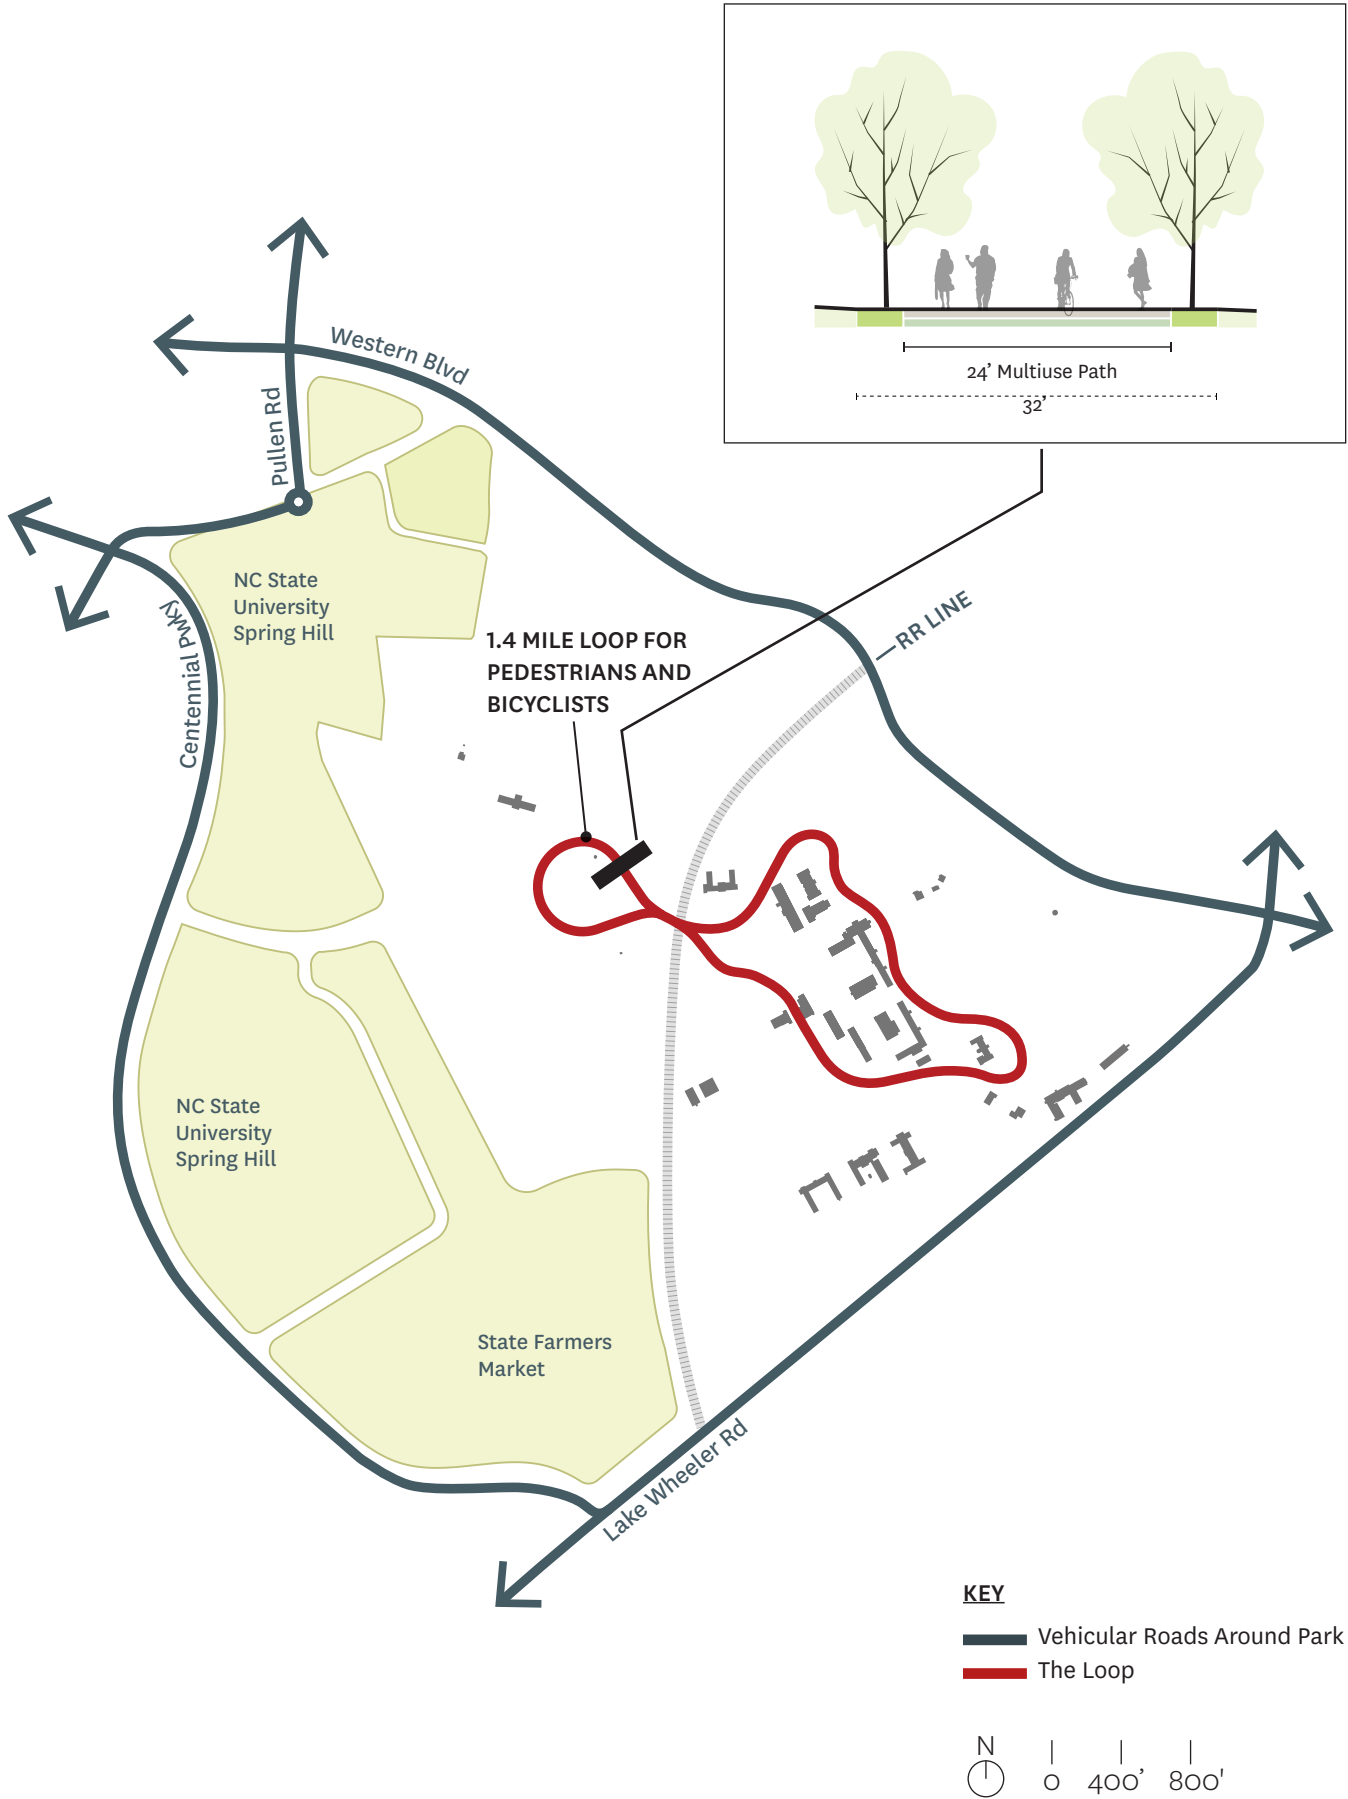 24’ Multiuse Path
32’
Western Blvd
Pullen Rd
NC State
University
Spring Hill
Centennial Pwky
1.4 MILE LOOP FOR
PEDESTRIANS AND
BICYCLISTS
RR LINE
NC State
University
Spring Hill
State Farmers
Market
Lake Wheeler Rd
KEY
Vehicular Roads Around Park
The Loop
N
0 400’ 800'